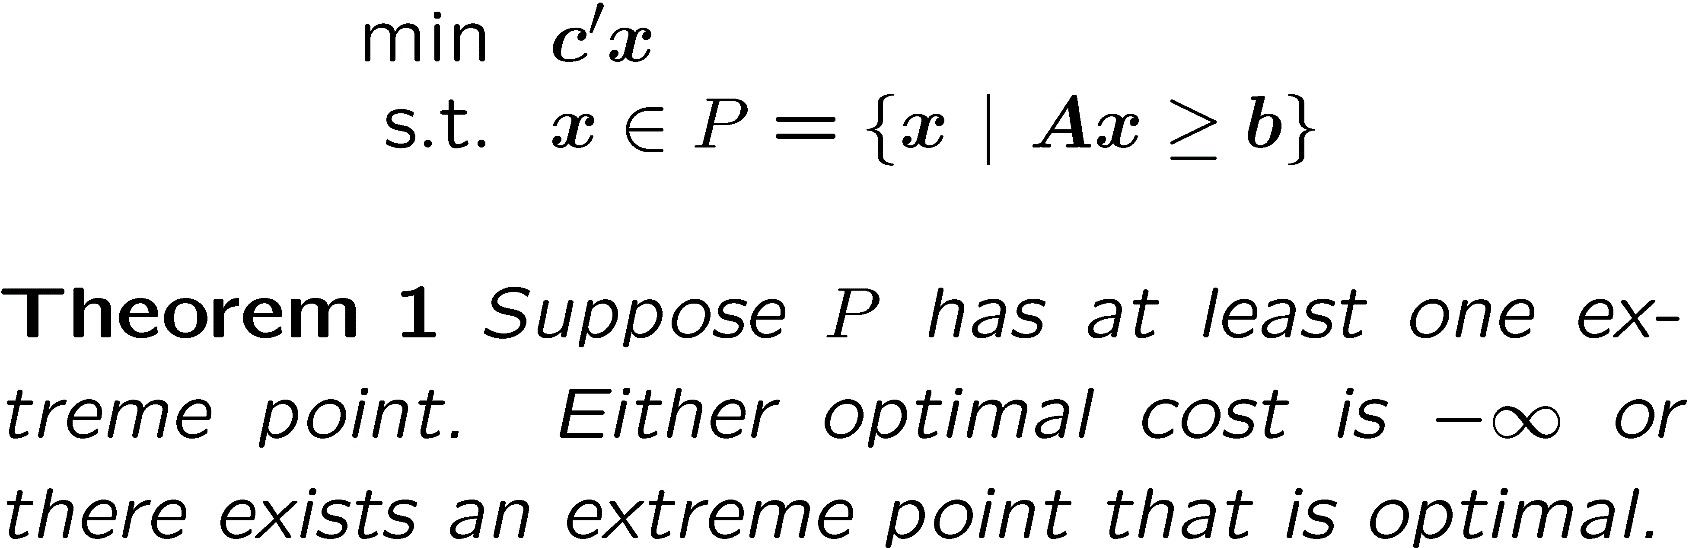 min c′x
s.t. x ∈ P = {x | Ax ≥ b}
Theorem 1 Suppose P has at least one ex-
treme point. Either optimal cost is −∞ or
there exists an extreme point that is optimal.